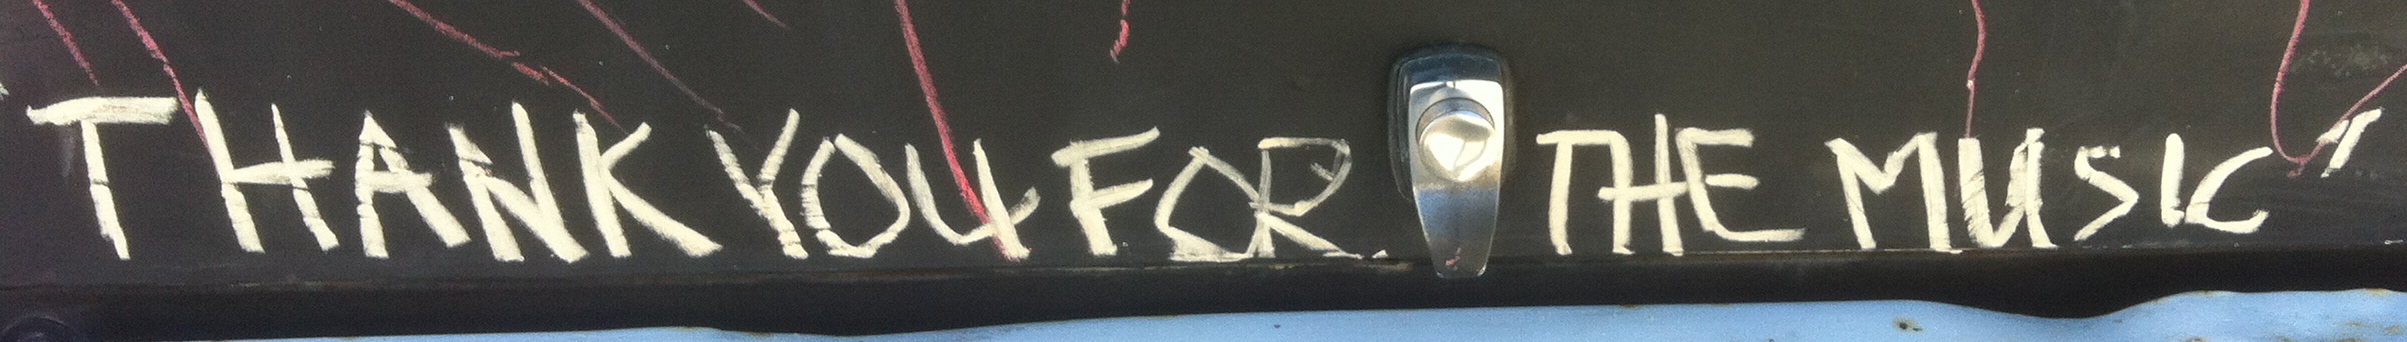 THANK YOU FOR THE MUSIC"